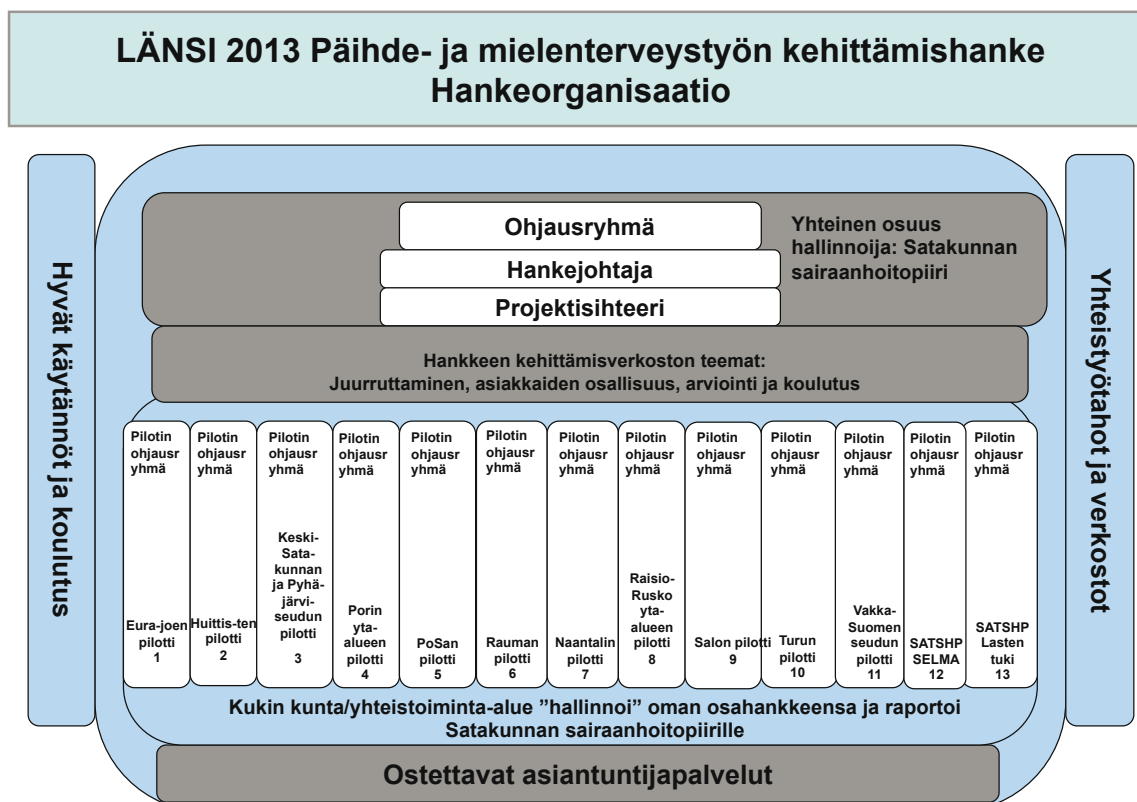 LÄNSI 2013 Päihde- ja mielenterveystyön kehittämishanke
Hankeorganisaatio
Hyvät käytännöt ja koulutus
Ohjausryhmä
Hankejohtaja
Projektisihteeri
Yhteinen osuus
hallinnoija: Satakunnan
sairaanhoitopiiri
Hankkeen kehittämisverkoston teemat:
Juurruttaminen, asiakkaiden osallisuus, arviointi ja koulutus
Pilotin
ohjausr
yhmä
Eura-joen
pilotti
1
Pilotin
ohjausr
yhmä
Huittis-ten
pilotti
2
Pilotin
ohjausr
yhmä
Keski-
Sata-
kunnan
ja Pyhä-
järvi-
seudun
pilotti
3
Pilotin
ohjausr
yhmä
Porin
yta-
alueen
pilotti
4
Pilotin
ohjausr
yhmä
PoSan
pilotti
5
Pilotin
ohjausr
yhmä
Rauman
pilotti
6
Pilotin
ohjausr
yhmä
Naantalin
pilotti
7
Pilotin
ohjausr
yhmä
Raisio-
Rusko
yta-
alueen
pilotti
8
Pilotin
ohjausr
yhmä
Salon pilotti
9
Pilotin
ohjausr
yhmä
Turun
pilotti
10
Pilotin
ohjausr
yhmä
Vakka-
Suomen
seudun
pilotti
11
Pilotin
ohjausr
yhmä
SATSHP
SELMA
12
Pilotin
ohjausr
yhmä
SATSHP
Lasten
tuki
13
Kukin kunta/yhteistoiminta-alue ”hallinnoi” oman osahankkeensa ja raportoi
Satakunnan sairaanhoitopiirille
Ostettavat asiantuntijapalvelut
Yhteistyötahot ja verkostot